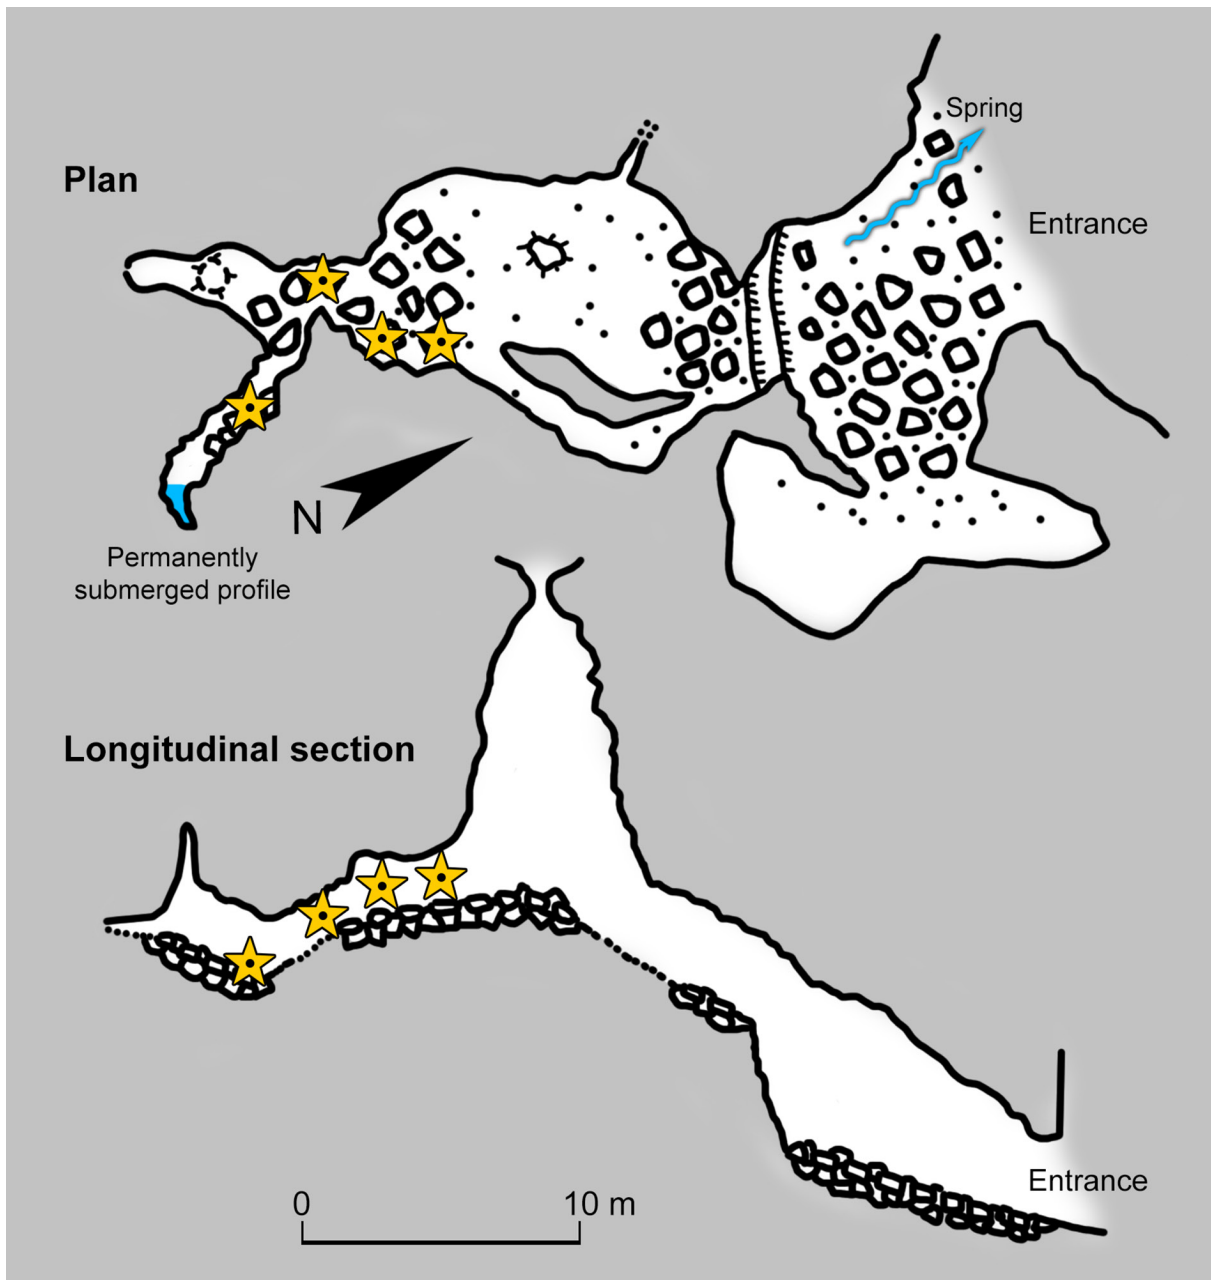 Spring
Plan
Entrance
N
Permanently
submerged profile
Longitudinal section
Entrance
0
10 m